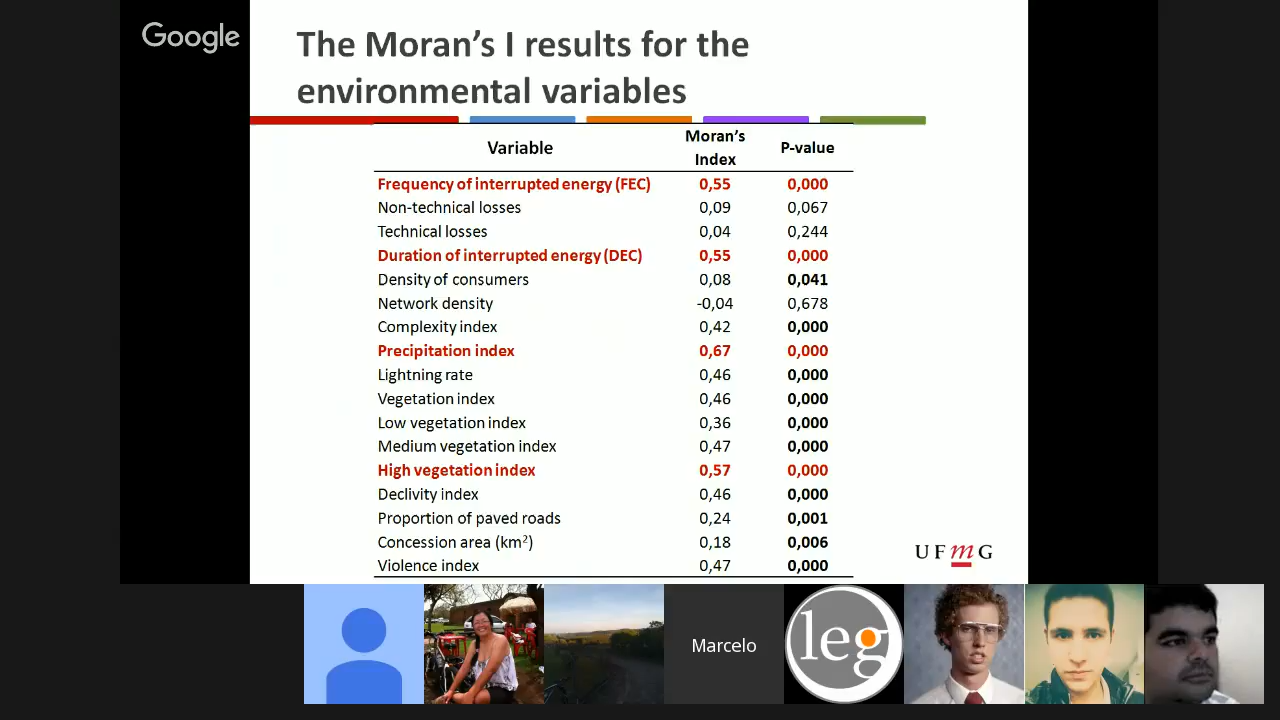 Google
The Moran's I results for the
environmental variables
Variable Moran's Index P-value
Frequency of interrupted energy (FEC) 0,55 0,000
Non-technical losses 0,09 0,067
Technical losses 0,04 0,244
Duration of interrupted energy (DEC) 0,55 0,000
Density of consumers 0,08 0,041
Network density -0,04 0,678
Complexity index 0,42 0,000
Precipitation index 0,67 0,000
Lightning rate 0,46 0,000
Vegetation index 0,46 0,000
Low vegetation index 0,36 0,000
Medium vegetation index 0,47 0,000
High vegetation index 0,57 0,000
Declivity index 0,46 0,000
Proportion of paved roads 0,24 0,001
Concession area (km²) 0,18 0,006
Violence index 0,47 0,000
UFmG
Marcelo
leg